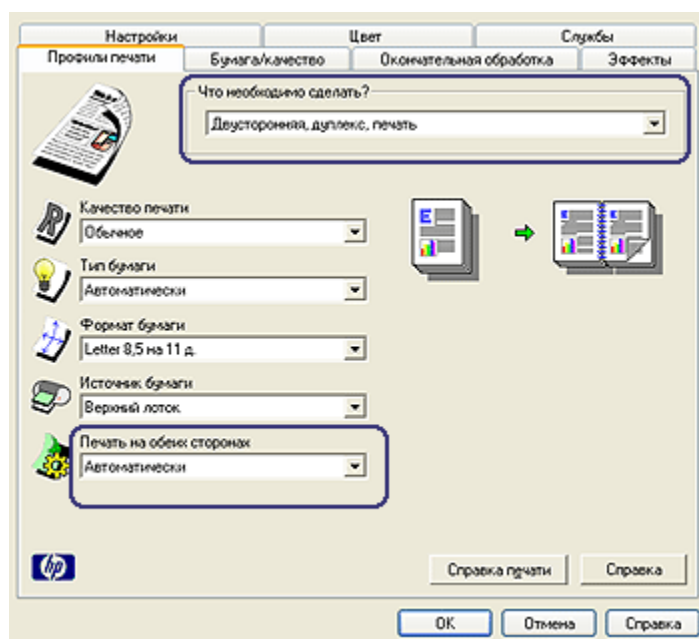 Настройки Цвет Службы
Профили печати Бумага/качество Окончательная обработка Эффекты
Что необходимо сделать?
Двусторонняя, дуплекс, печать
Качество печати
Обычное
Тип бумаги
Автоматически
Формат бумаги
Letter 8,5 на 11 д.
Источник бумаги
Верхний лоток
Печать на обеих сторонах
Автоматически
hp
Справка печати Справка
OK Отмена Справка